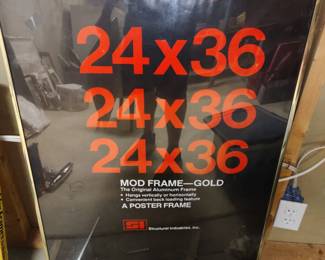 24x36
24x36
24x36
MOD FRAME—GOLD
The Original Aluminum Frame
• Hangs vertically or horizontally
• Convenient back loading feature
A POSTER FRAME
SI Structural Industries, Inc.